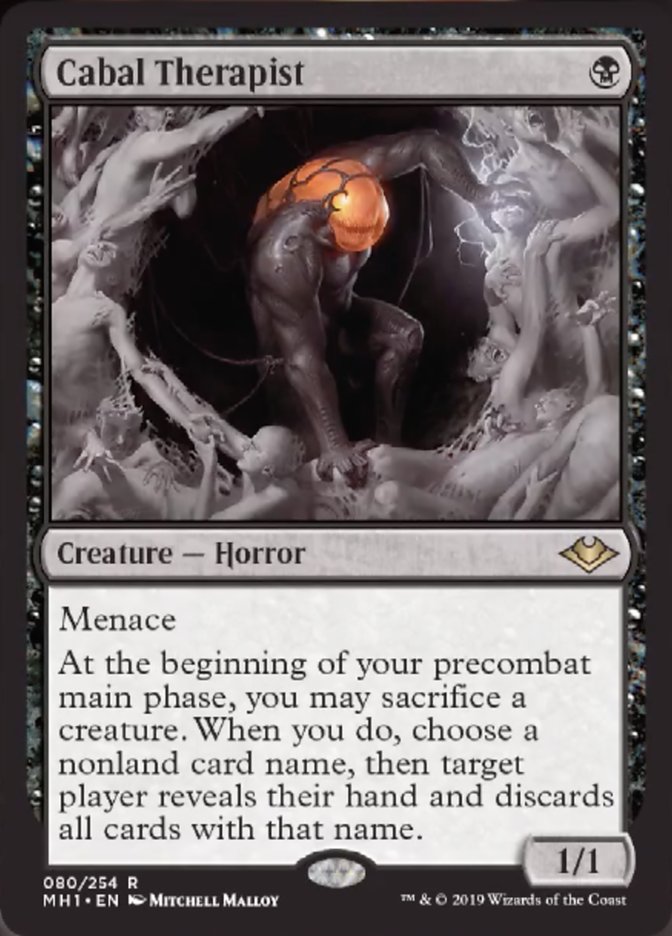 Cabal Therapist
Creature — Horror
Menace
At the beginning of your precombat
main phase, you may sacrifice a
creature. When you do, choose a
nonland card name, then target
player reveals their hand and discards
all cards with that name.
1/1
080/254 R
MH1 • EN Mitchell Malloy
™ & © 2019 Wizards of the Coast